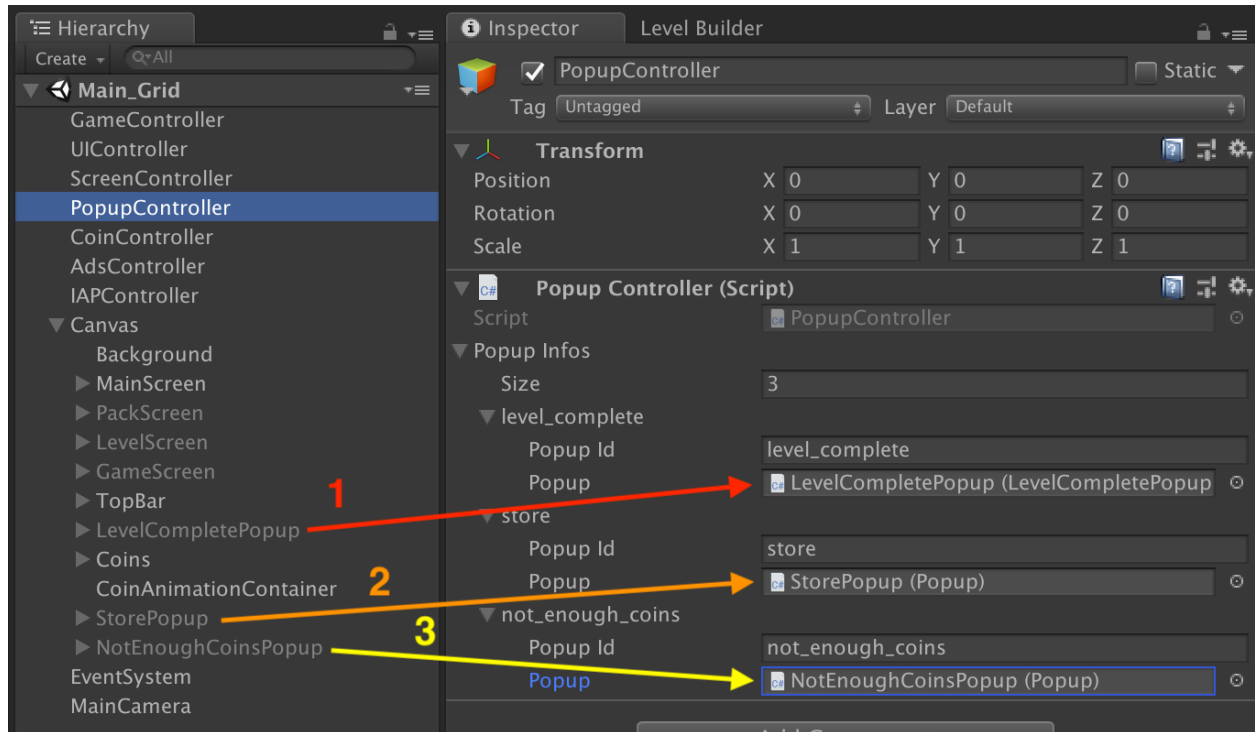 Hierarchy
Create
All
Main_Grid
GameController
UIController
ScreenController
PopupController
CoinController
AdsController
IAPController
Canvas
Background
MainScreen
PackScreen
LevelScreen
GameScreen
TopBar
LevelCompletePopup
Coins
CoinAnimationContainer
StorePopup
NotEnoughCoinsPopup
EventSystem
MainCamera
1
2
3
Inspector Level Builder
PopupController Static
Tag Untagged Layer Default
Transform
Position X 0 Y 0 Z 0
Rotation X 0 Y 0 Z 0
Scale X 1 Y 1 Z 1
C# Popup Controller (Script)
Script PopupController
Popup Infos
Size 3
level_complete
Popup Id level_complete
Popup LevelCompletePopup (LevelCompletePopup
store
Popup Id store
Popup StorePopup (Popup)
not_enough_coins
Popup Id not_enough_coins
Popup NotEnoughCoinsPopup (Popup)